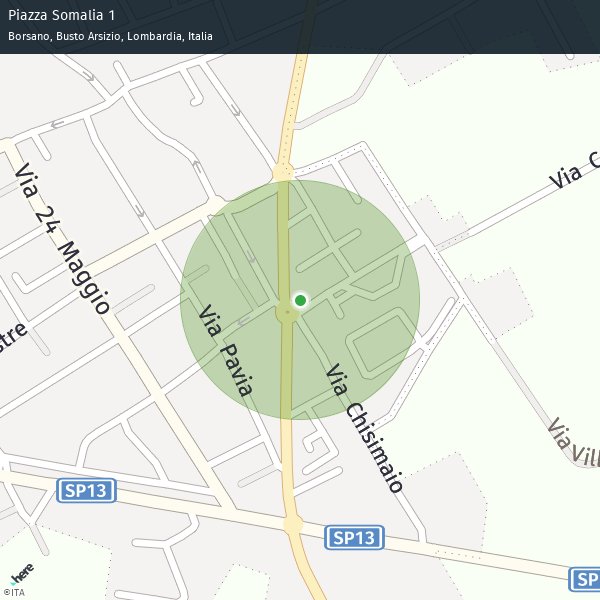 Piazza Somalia 1
Borsano, Busto Arsizio, Lombardia, Italia
Via C
Via 24 Maggio
stre
Via Pavia
Via Chisimaio
Via Vill
SP13
SP13
SP
here
©ITA